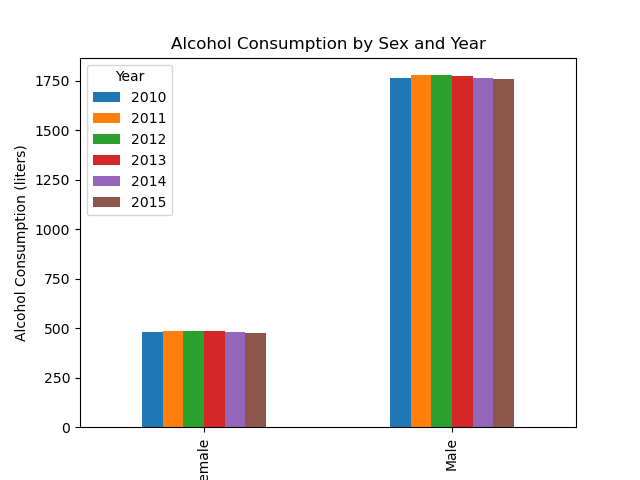 Alcohol Consumption by Sex and Year
Alcohol Consumption (liters)
1750
1500
1250
1000
750
500
250
0
Year
2010
2011
2012
2013
2014
2015
emale
Male